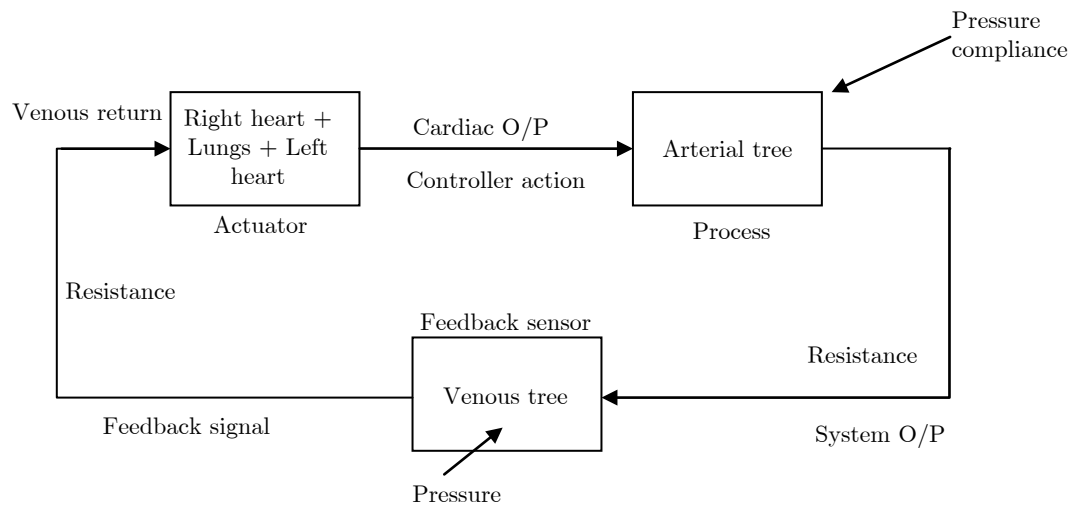 Pressure
compliance
Venous return
Right heart +
Lungs + Left
heart
Cardiac O/P
Arterial tree
Controller action
Actuator
Process
Resistance
Feedback sensor
Resistance
Venous tree
Feedback signal
System O/P
Pressure